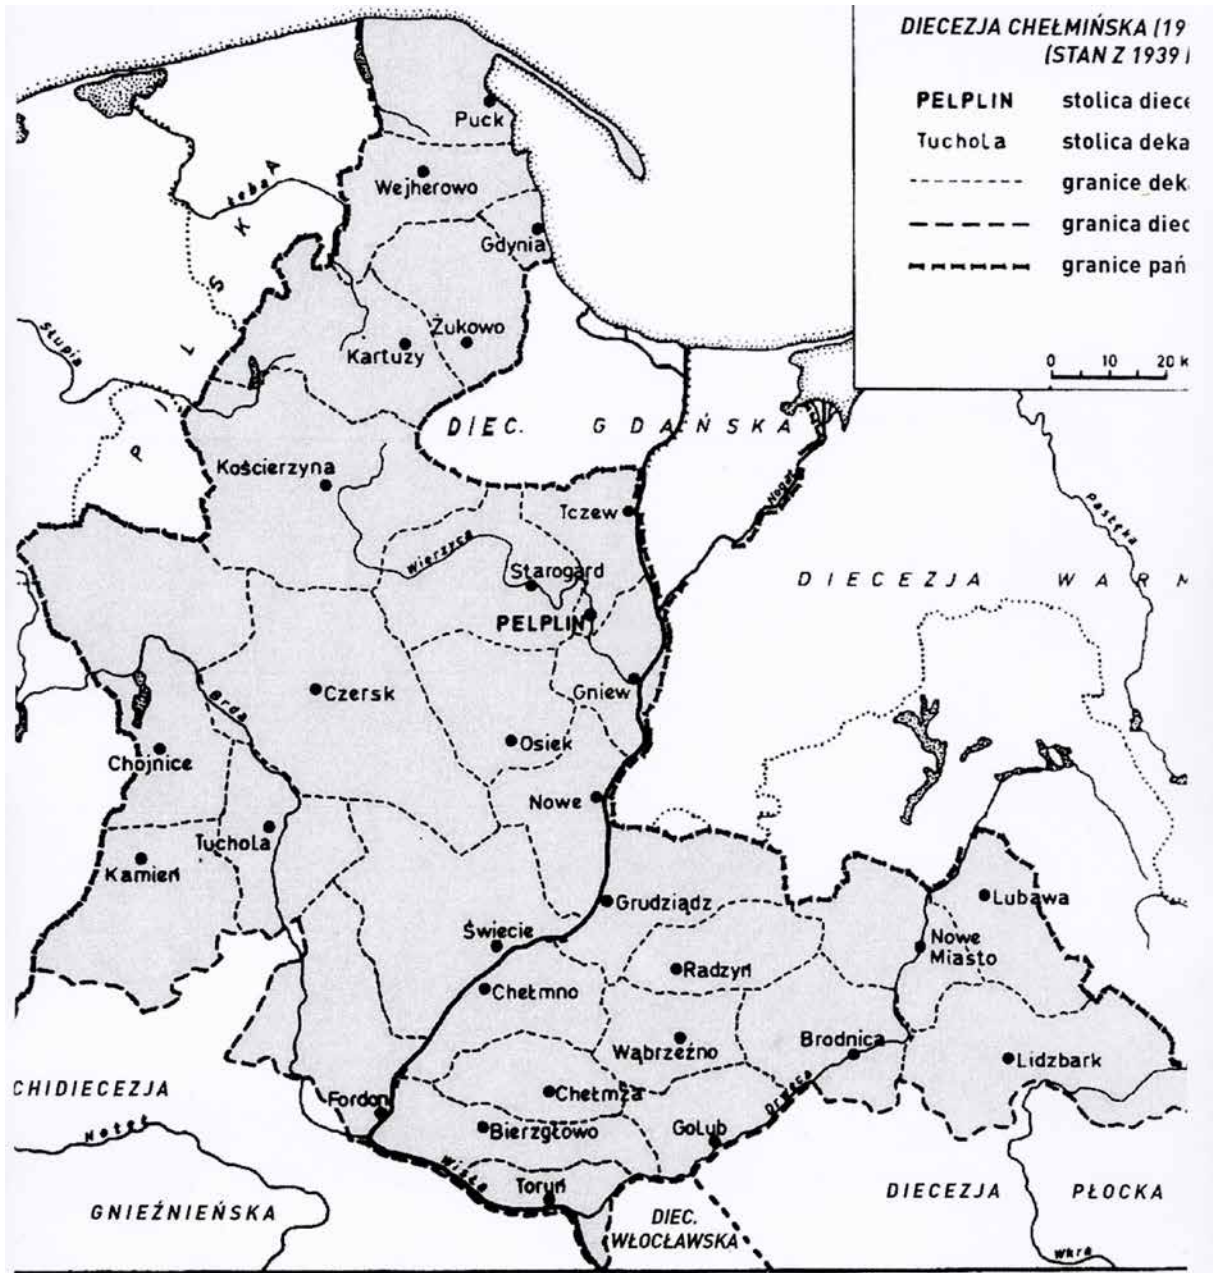 DIECEZJA CHEŁMIŃSKA (19
(STAN Z 1939
PELPLIN stolica diece
Tuchola stolica deka
granice dek
granica diec
granice pań
0 10 20 k
Puck
Wejherowo
Łeba
Gdynia
Żukowo
Kartuzy
Słupia
P
L
S
K
A
DIEC. GDAŃSKA
Kościerzyna
Tczew
Nogat
Pasłęka
Wierzyca
Starogard
DIECEZJA WARM
PELPLIN
Gniew
Czersk
Brda
Osiek
Chojnice
Nowe
Tuchola
Kamień
Lubawa
Grudziądz
Świecie
Nowe
Miasto
Radzyń
Chełmno
Wąbrzeźno
Brodnica
Lidzbark
CHIDIECEZJA
Fordon
Chełmża
Drwęca
Noteć
Bierzgłowo
Golub
Wisła
Toruń
GNIEŹNIEŃSKA
DIECEZJA PŁOCKA
DIEC.
WŁOCŁAWSKA
Wkra